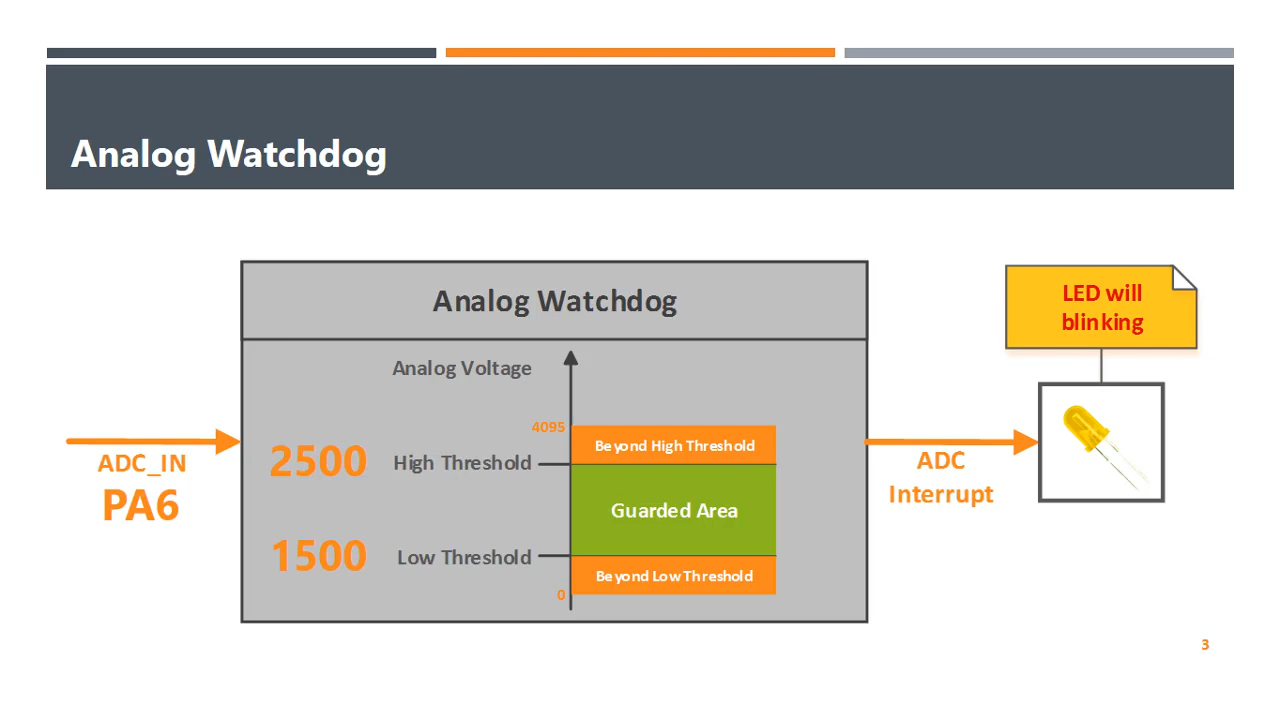 Analog Watchdog
Analog Watchdog
LED will
blinking
Analog Voltage
4095
Beyond High Threshold
2500
High Threshold
ADC_IN
PA6
ADC
Interrupt
Guarded Area
1500
Low Threshold
Beyond Low Threshold
0
3